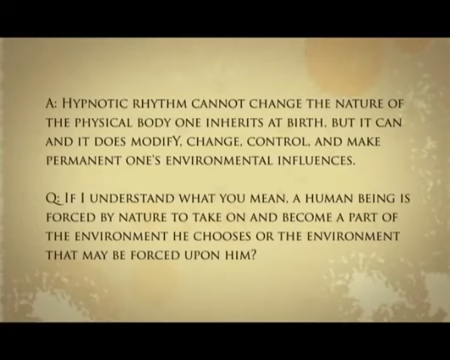 A: Hypnotic rhythm cannot change the nature of
the physical body one inherits at birth, but it can
and it does modify, change, control, and make
permanent one's environmental influences.
Q: If I understand what you mean, a human being is
forced by nature to take on and become a part of
the environment he chooses or the environment
that may be forced upon him?